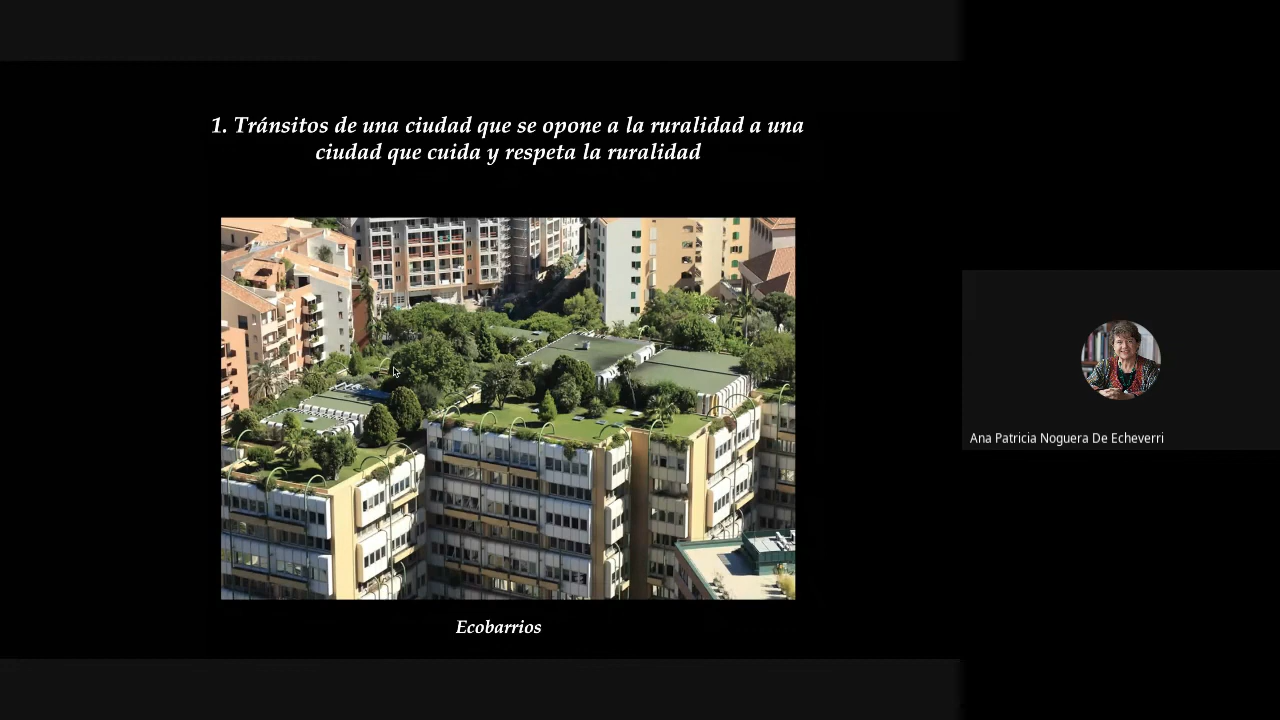 1. Tránsitos de una ciudad que se opone a la ruralidad a una
ciudad que cuida y respeta la ruralidad
Ecobarrios
Ana Patricia Noguera De Echeverri